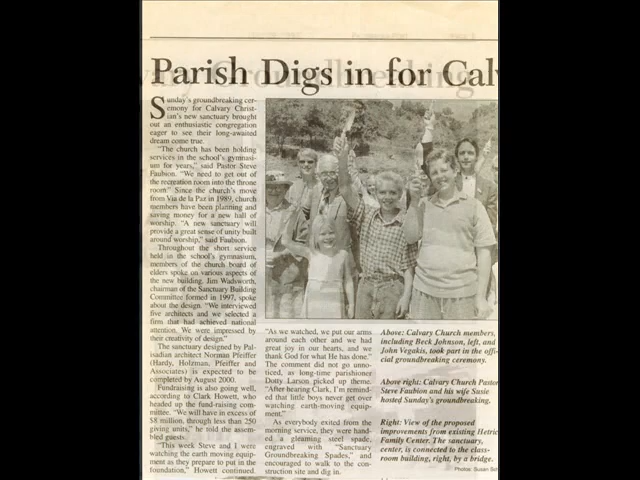 Parish Digs in for Cal
Sunday's groundbreaking cer-
emony for Calvary Christ-
ian's new sanctuary brought
out an enthusiastic congregation
eager to see their long-awaited
dream come true.
"The church has been holding
services in the school's gymnasi-
um for years," said Pastor Steve
Faubion. "We need to get out of
the recreation room into the throne
room." Since the church's move
from Via de la Paz in 1989, church
members have been planning and
saving money for a new hall of
worship. "A new sanctuary will
provide a great sense of unity built
around worship," said Faubion.
Throughout the short service
held in the school's gymnasium,
members of the church board of
elders spoke on various aspects of
the new building. Jim Wadsworth,
chairman of the Sanctuary Building
Committee formed in 1997, spoke
about the design. "We interviewed
five architects and we selected a
firm that had achieved national
attention. We were impressed by
their creativity of design."
The sanctuary designed by Pal-
isadian architect Norman Pfeiffer
(Hardy, Holzman, Pfeiffer and
Associates) is expected to be
completed by August 2000.
Fundraising is also going well,
according to Clark Howett, who
headed up the fund-raising com-
mittee. "We will have in excess of
$8 million, through less than 250
giving units," he told the assem-
bled guests.
"This week Steve and I were
watching the earth moving equip-
ment as they prepare to put in the
foundation," Howett continued.
"As we watched, we put our arms
around each other and we had
great joy in our hearts, and we
thank God for what He has done."
The comment did not go unno-
ticed, as long-time parishioner
Dotty Larson picked up theme.
"After hearing Clark, I'm remind-
ed that little boys never get over
watching earth-moving equip-
ment."
As everybody exited from the
morning service, they were hand-
ed a gleaming steel spade,
engraved with "Sanctuary
Groundbreaking Spades," and
encouraged to walk to the con-
struction site and dig in.
Above: Calvary Church members,
including Beck Johnson, left, and
John Vegakis, took part in the offi-
cial groundbreaking ceremony.
Above right: Calvary Church Pastor
Steve Faubion and his wife Susie
hosted Sunday's groundbreaking.
Right: View of the proposed
improvements from existing Hetric
Family Center. The sanctuary,
center, is connected to the class-
room building, right, by a bridge.
Photos: Susan